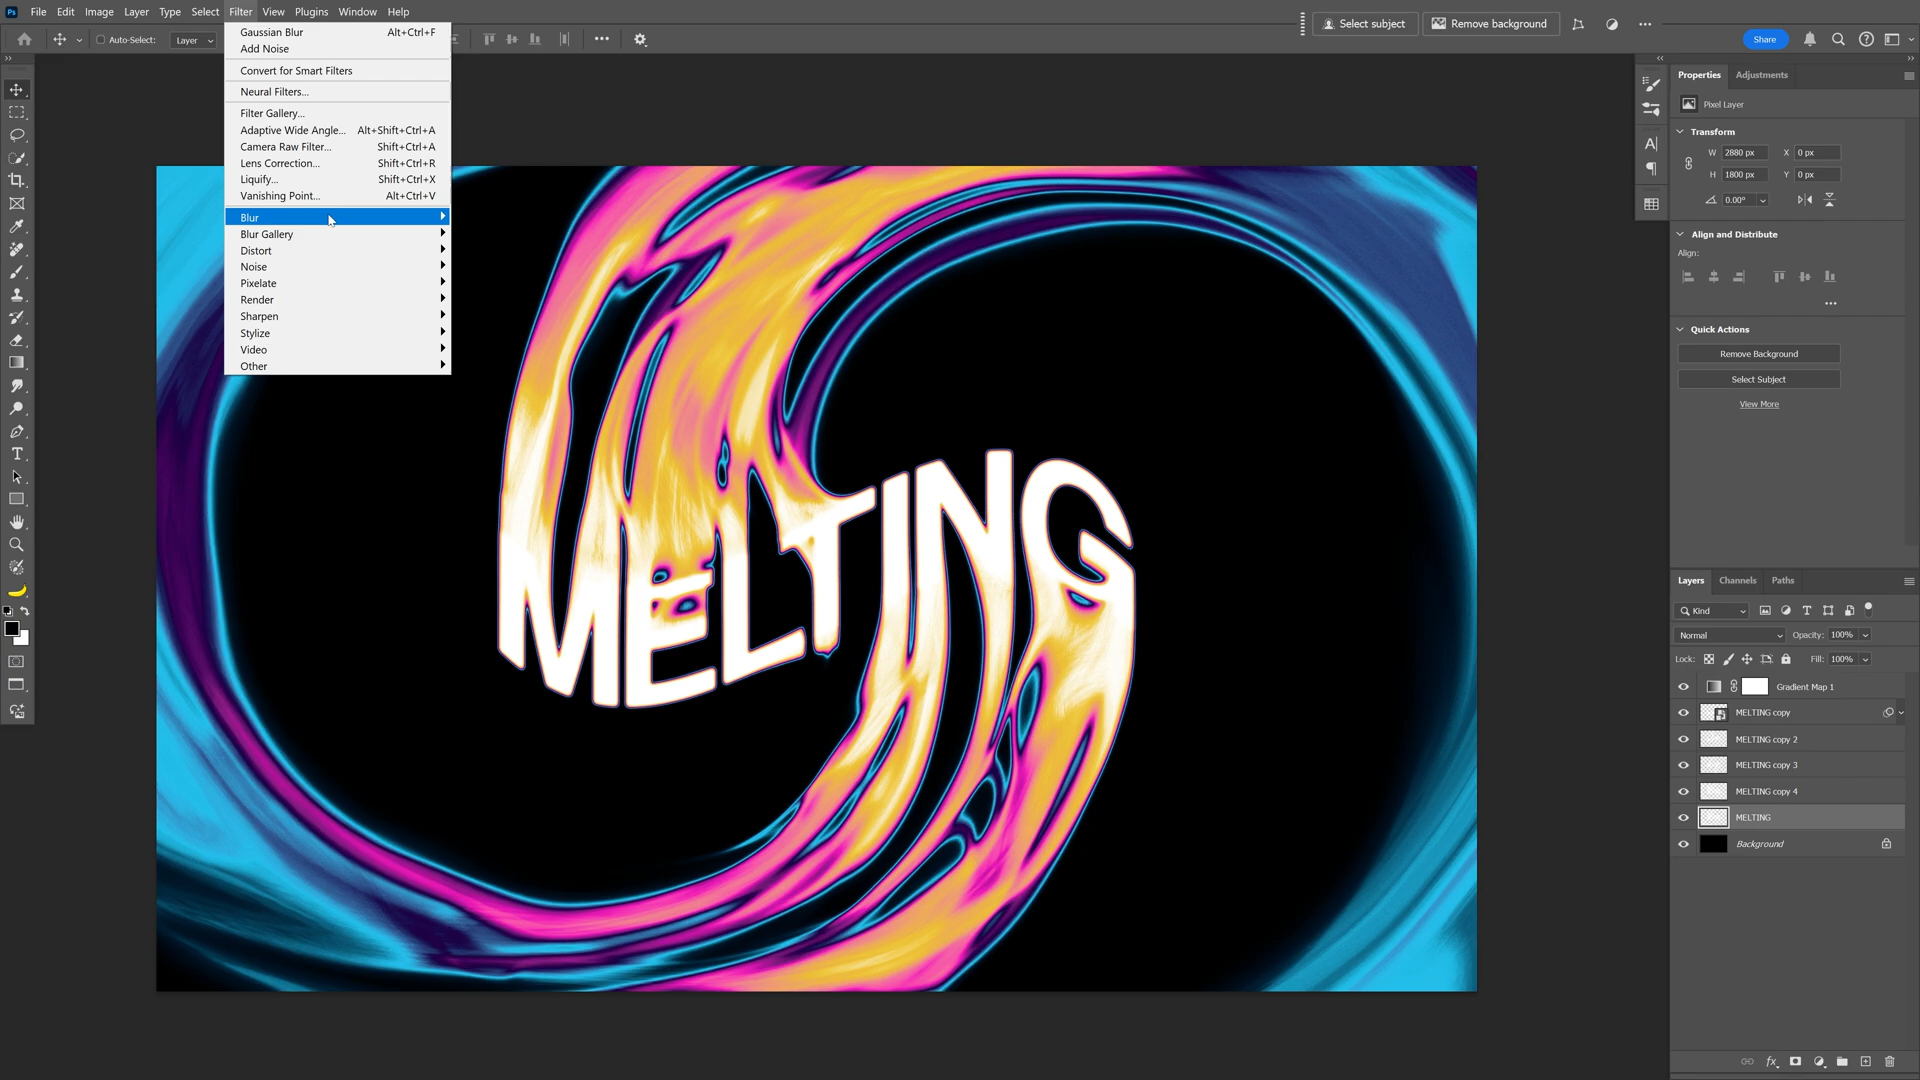 Ps File Edit Image Layer Type Select Filter View Plugins Window Help
Select subject Remove background
Auto-Select: Layer
Share
Gaussian Blur Alt+Ctrl+F
Add Noise
Convert for Smart Filters
Neural Filters...
Filter Gallery...
Adaptive Wide Angle... Alt+Shift+Ctrl+A
Camera Raw Filter... Shift+Ctrl+A
Lens Correction... Shift+Ctrl+R
Liquify... Shift+Ctrl+X
Vanishing Point... Alt+Ctrl+V
Blur
Blur Gallery
Distort
Noise
Pixelate
Render
Sharpen
Stylize
Video
Other
MELTING
Properties Adjustments
Pixel Layer
Transform
W 2880 px X 0 px
H 1800 px Y 0 px
0.00°
Align and Distribute
Align:
Quick Actions
Remove Background
Select Subject
View More
Layers Channels Paths
Kind
Normal Opacity: 100%
Lock: Fill: 100%
Gradient Map 1
MELTING copy
MELTING copy 2
MELTING copy 3
MELTING copy 4
MELTING
Background
fx